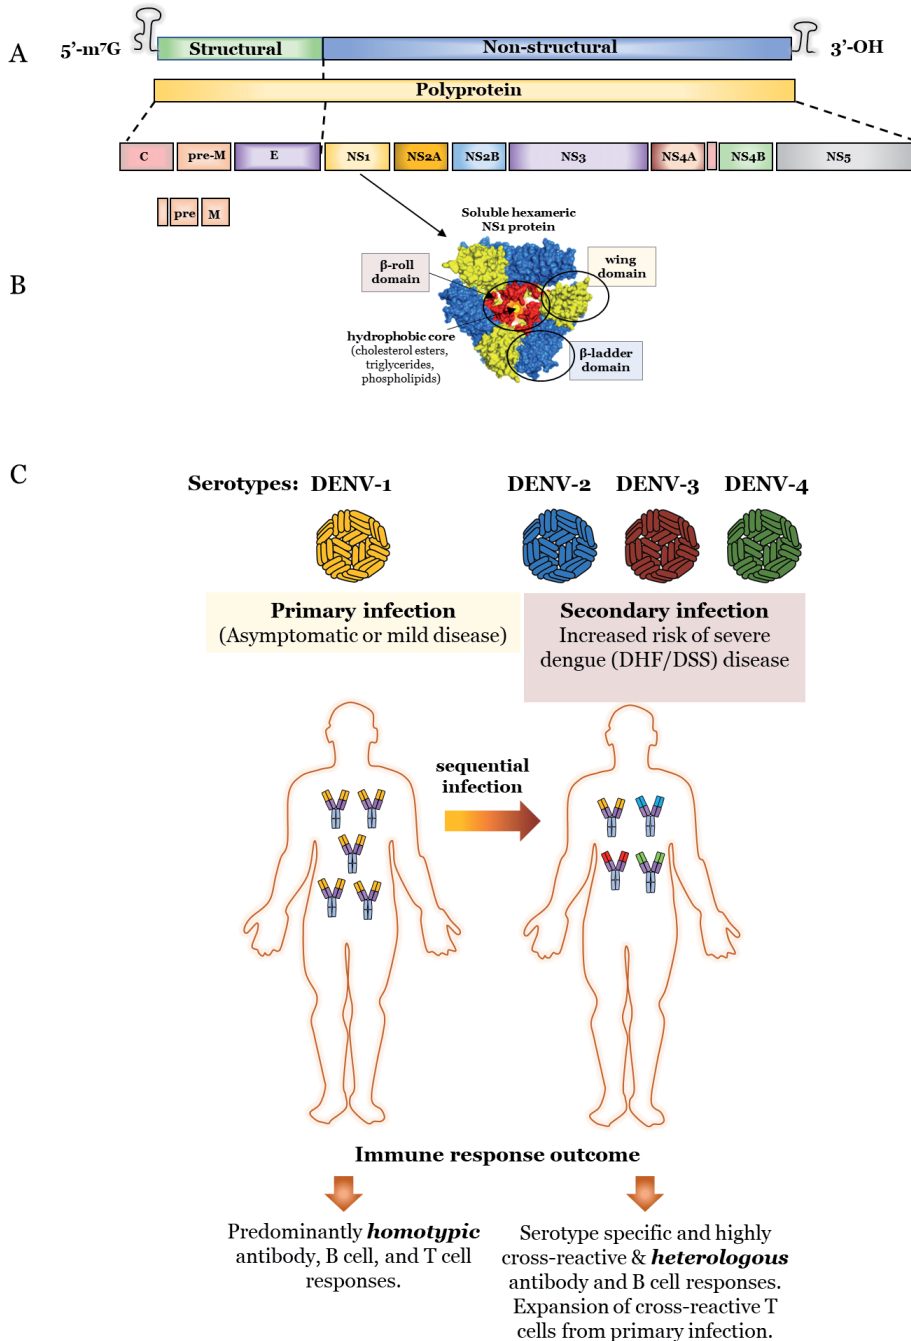 A
5’-m⁷G
Structural
Non-structural
3’-OH
Polyprotein
C
pre-M
E
NS1
NS2A
NS2B
NS3
NS4A
NS4B
NS5
pre
M
B
Soluble hexameric
NS1 protein
β-roll
domain
wing
domain
hydrophobic core
(cholesterol esters,
triglycerides,
phospholipids)
β-ladder
domain
C
Serotypes: DENV-1
DENV-2
DENV-3
DENV-4
Primary infection
(Asymptomatic or mild disease)
Secondary infection
Increased risk of severe
dengue (DHF/DSS) disease
sequential
infection
Immune response outcome
Predominantly homotypic
antibody, B cell, and T cell
responses.
Serotype specific and highly
cross-reactive & heterologous
antibody and B cell responses.
Expansion of cross-reactive T
cells from primary infection.